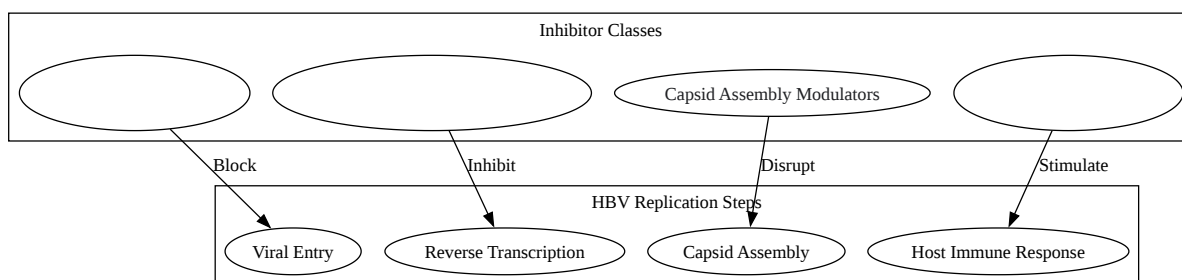 Inhibitor Classes
Capsid Assembly Modulators
Block
Inhibit
Disrupt
Stimulate
HBV Replication Steps
Viral Entry
Reverse Transcription
Capsid Assembly
Host Immune Response